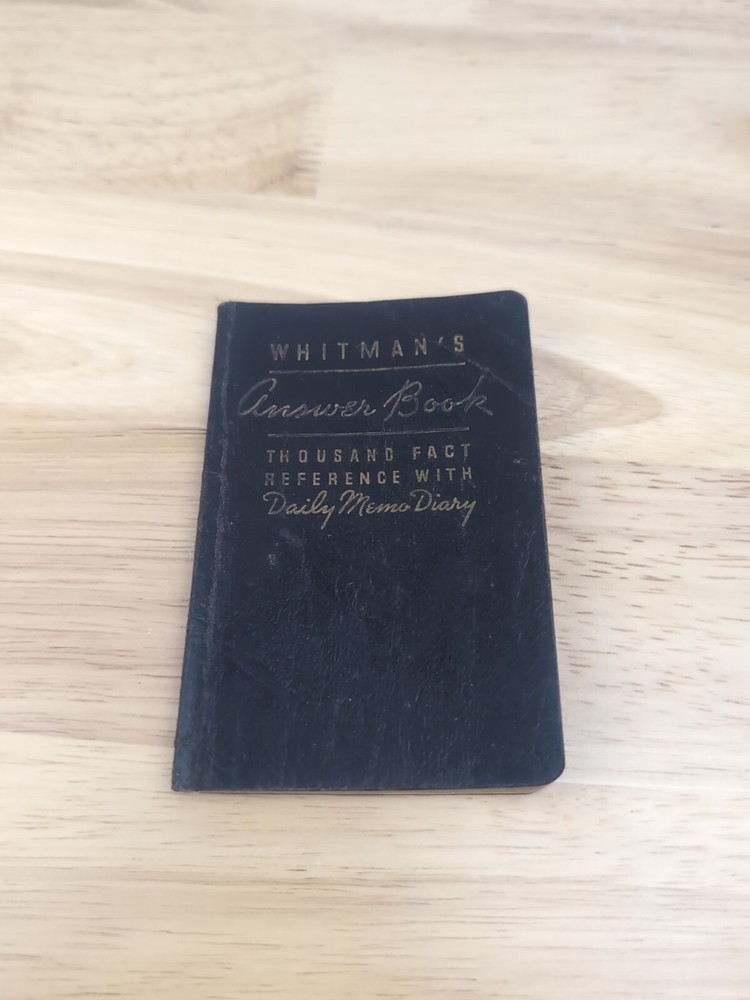 WHITMAN'S
Answer Book
THOUSAND FACT
REFERENCE WITH
Daily Memo Diary